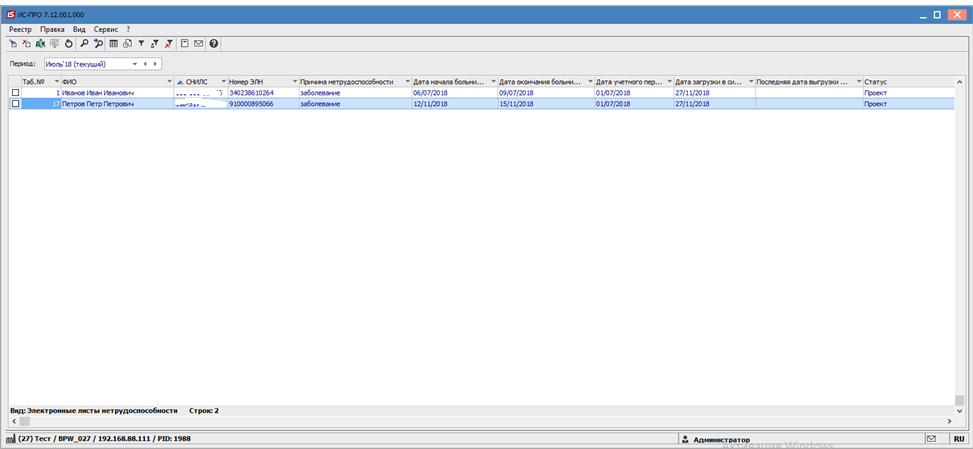 ИС-ПРО 7.12.001.000
Реестр Правка Вид Сервис ?
Период: Июль'18 (текущий)
Таб.№ ФИО СНИЛС Номер ЭЛН Причина нетрудоспособности Дата начала больни... Дата окончания больни... Дата учетного пер... Дата загрузки в си... Последняя дата выгрузки ... Статус
1 Иванов Иван Иванович 340238610264 заболевание 06/07/2018 09/07/2018 01/07/2018 27/11/2018 Проект
17 Петров Петр Петрович 910000895066 заболевание 12/11/2018 15/11/2018 01/07/2018 27/11/2018 Проект
Вид: Электронные листы нетрудоспособности Строк: 2
(27) Тест / BPW_027 / 192.168.88.111 / PID: 1988 Администратор RU
Активация Windows